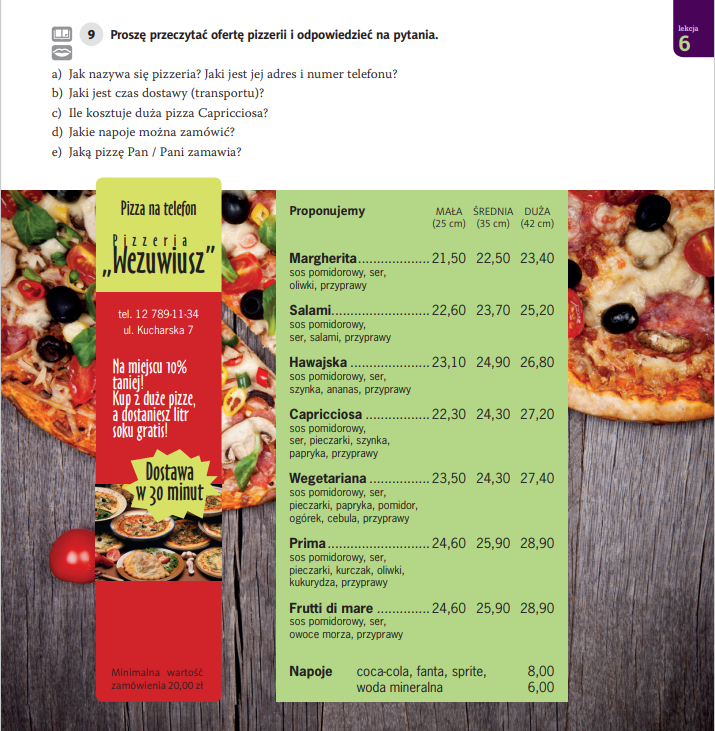 lekcja
6
9 Proszę przeczytać ofertę pizzerii i odpowiedzieć na pytania.
a) Jak nazywa się pizzeria? Jaki jest jej adres i numer telefonu?
b) Jaki jest czas dostawy (transportu)?
c) Ile kosztuje duża pizza Capricciosa?
d) Jakie napoje można zamówić?
e) Jaką pizzę Pan / Pani zamawia?
Pizza na telefon
Pizzeria
„Wezuwiusz”
tel. 12 789-11-34
ul. Kucharska 7
Na miejscu 10%
taniej!
Kup 2 duże pizze,
a dostaniesz litr
soku gratis!
Dostawa
w 30 minut
Minimalna wartość
zamówienia 20,00 zł
Proponujemy MAŁA ŚREDNIA DUŻA
(25 cm) (35 cm) (42 cm)
Margherita................... 21,50 22,50 23,40
sos pomidorowy, ser,
oliwki, przyprawy
Salami......................... 22,60 23,70 25,20
sos pomidorowy,
ser, salami, przyprawy
Hawajska ..................... 23,10 24,90 26,80
sos pomidorowy, ser,
szynka, ananas, przyprawy
Capricciosa .................. 22,30 24,30 27,20
sos pomidorowy,
ser, pieczarki, szynka,
papryka, przyprawy
Wegetariana ................. 23,50 24,30 27,40
sos pomidorowy, ser,
pieczarki, papryka, pomidor,
ogórek, cebula, przyprawy
Prima........................... 24,60 25,90 28,90
sos pomidorowy, ser,
pieczarki, kurczak, oliwki,
kukurydza, przyprawy
Frutti di mare .............. 24,60 25,90 28,90
sos pomidorowy, ser,
owoce morza, przyprawy
Napoje coca-cola, fanta, sprite, 8,00
woda mineralna 6,00